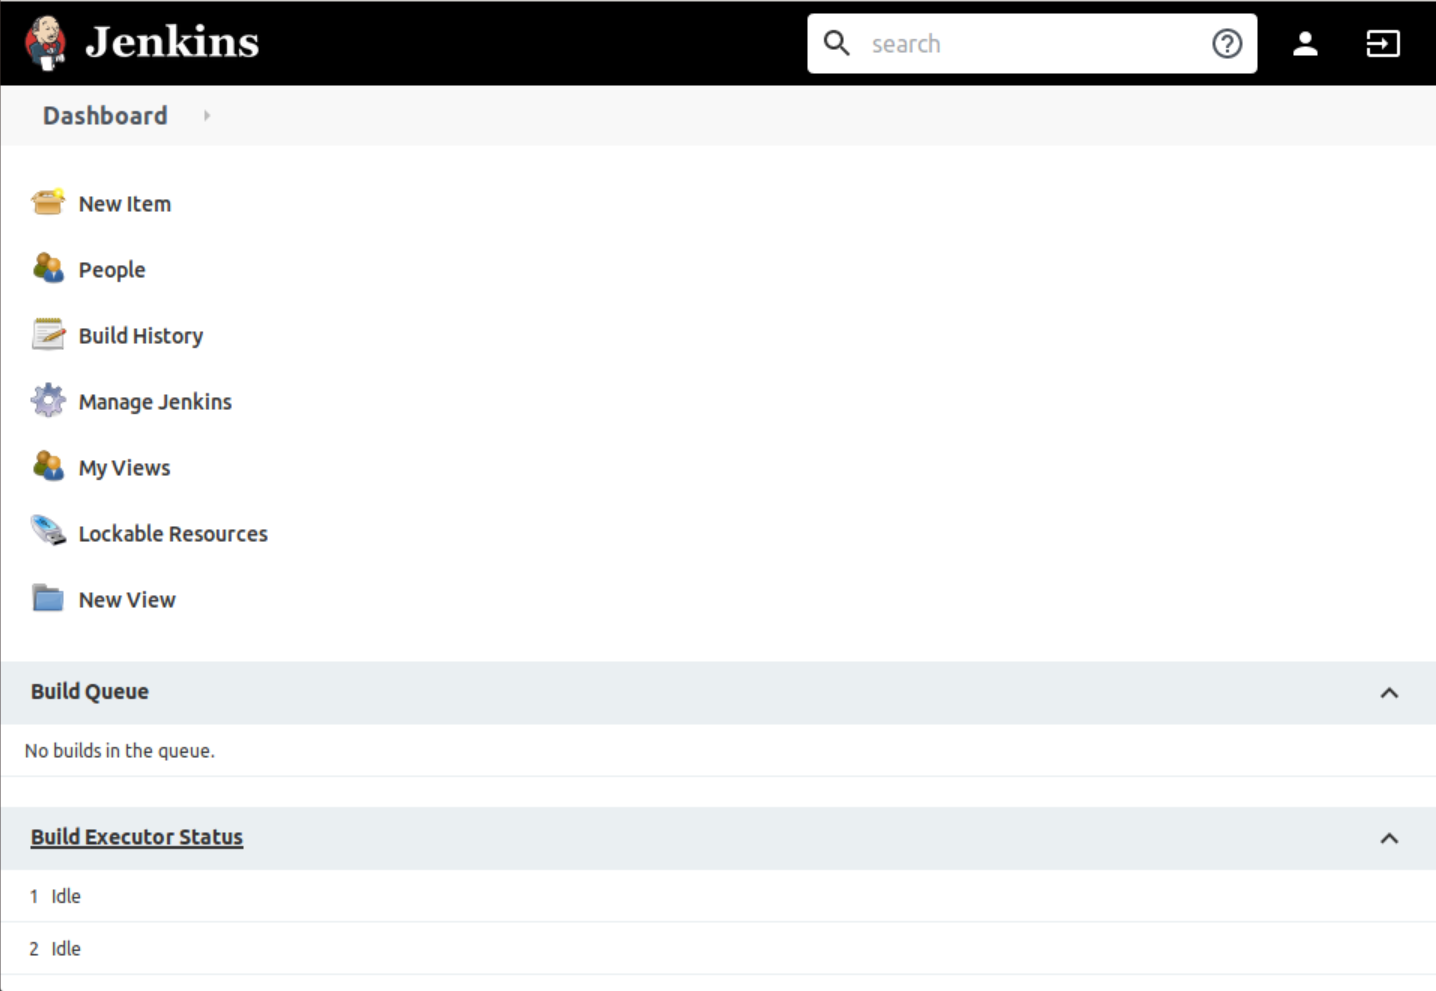 Jenkins
search
Dashboard
New Item
People
Build History
Manage Jenkins
My Views
Lockable Resources
New View
Build Queue
No builds in the queue.
Build Executor Status
1 Idle
2 Idle